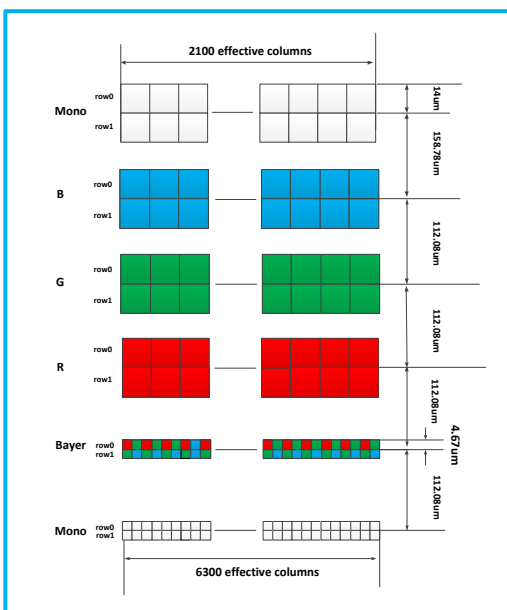 2100 effective columns
row0
Mono
row1
14um
158.78um
row0
B
row1
112.08um
row0
G
row1
112.08um
row0
R
row1
112.08um
Bayer
row0
row1
4.67um
112.08um
Mono
row0
row1
6300 effective columns